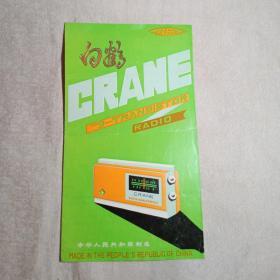 白鹤
CRANE
TRANSISTOR
RADIO
CRANE
中华人民共和国制造
MADE IN THE PEOPLE'S REPUBLIC OF CHINA